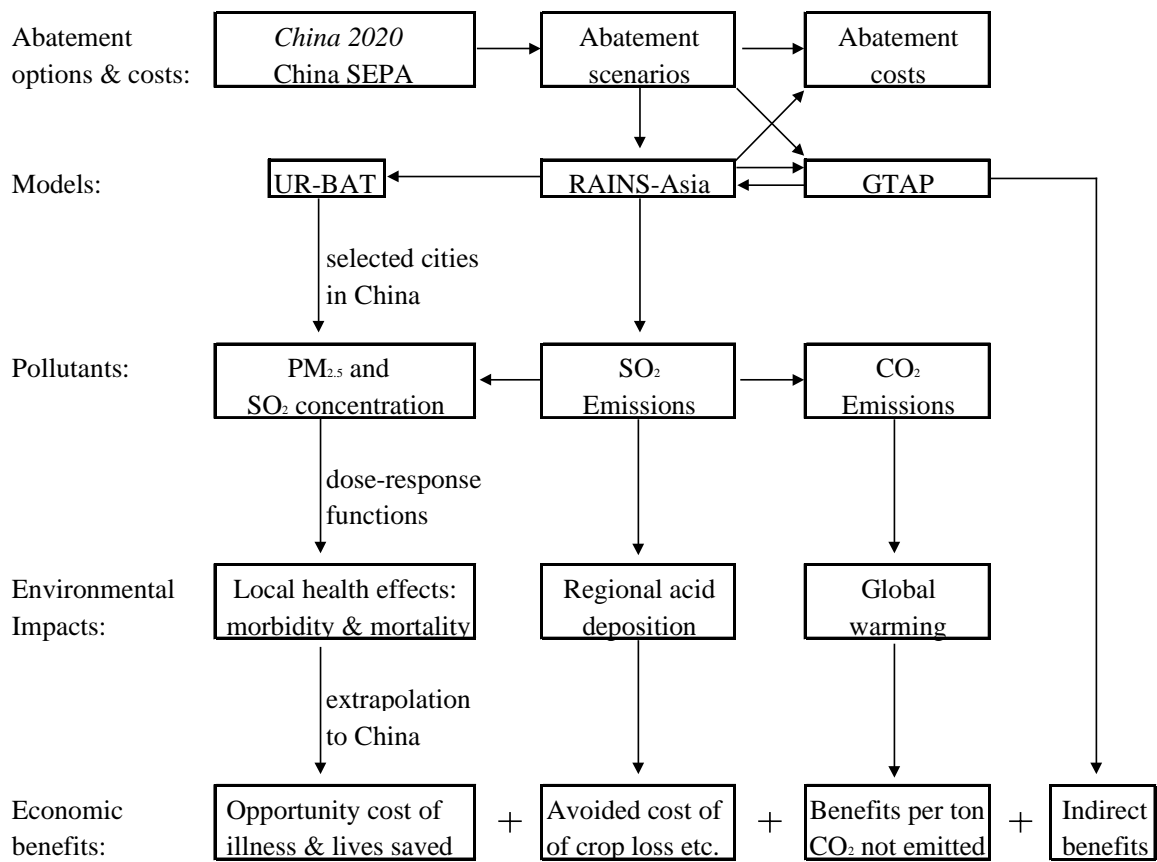 Abatement
options & costs:
China 2020
China SEPA
Abatement
scenarios
Abatement
costs
Models:
UR-BAT
RAINS-Asia
GTAP
selected cities
in China
Pollutants:
PM₂.₅ and
SO₂ concentration
SO₂
Emissions
CO₂
Emissions
dose-response
functions
Environmental
Impacts:
Local health effects:
morbidity & mortality
Regional acid
deposition
Global
warming
extrapolation
to China
Economic
benefits:
Opportunity cost of
illness & lives saved
+
Avoided cost of
of crop loss etc.
+
Benefits per ton
CO₂ not emitted
+
Indirect
benefits